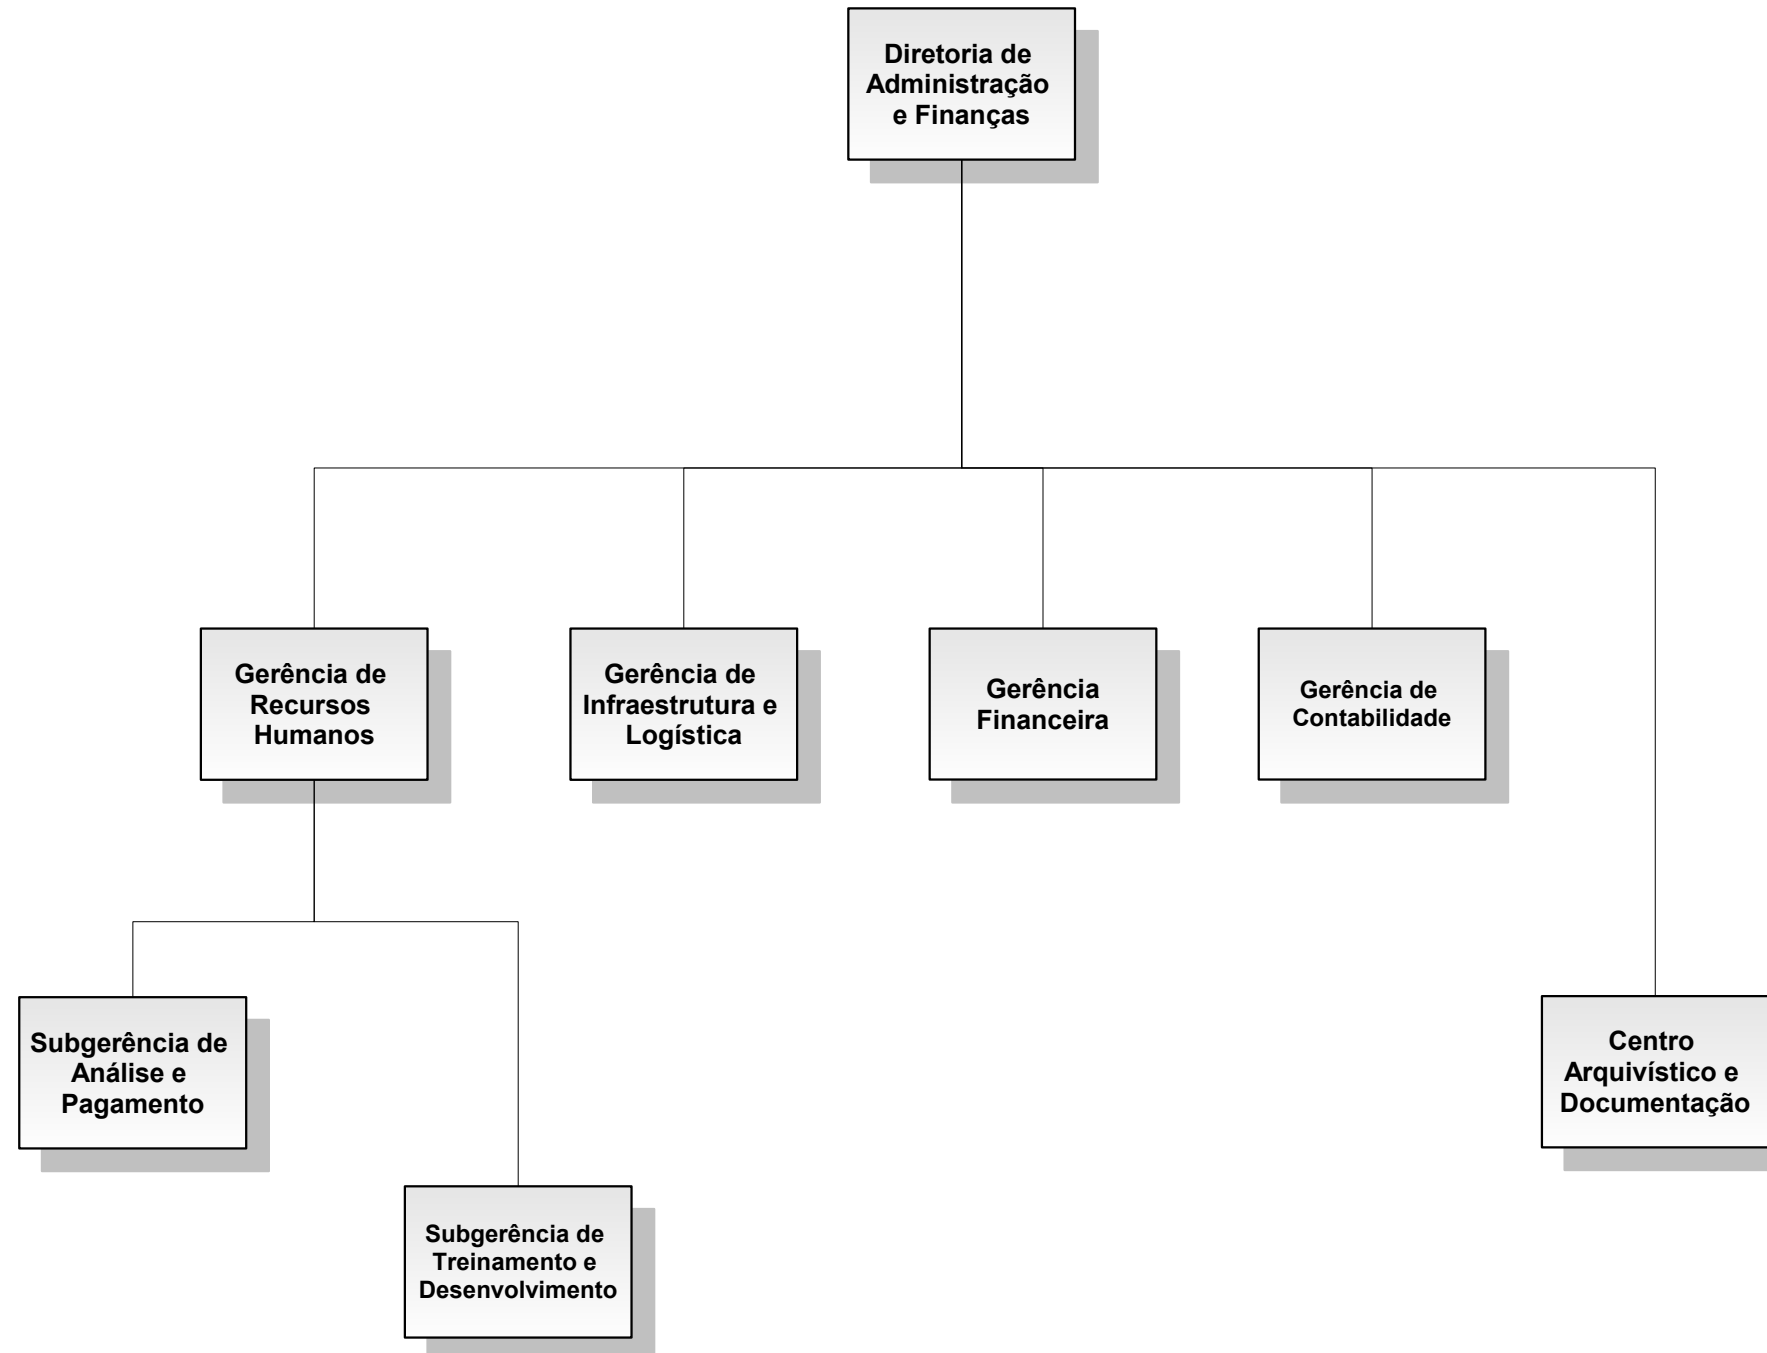 Diretoria de
Administração
e Finanças
Gerência de
Recursos
Humanos
Gerência de
Infraestrutura e
Logística
Gerência
Financeira
Gerência de
Contabilidade
Subgerência de
Análise e
Pagamento
Centro
Arquivístico e
Documentação
Subgerência de
Treinamento e
Desenvolvimento